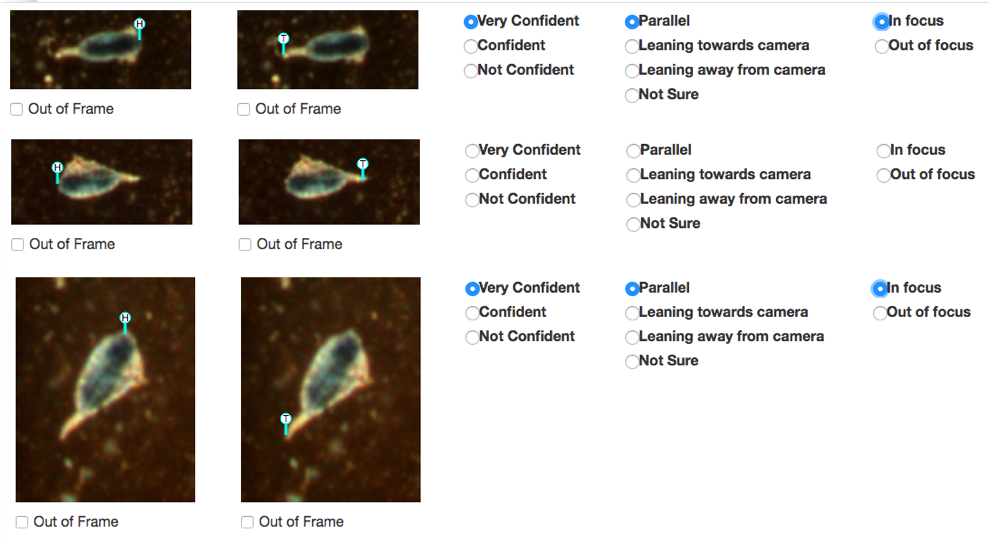 H
T
Very Confident
Parallel
In focus
Confident
Leaning towards camera
Out of focus
Not Confident
Leaning away from camera
Not Sure
Out of Frame
Out of Frame
H
T
Very Confident
Parallel
In focus
Confident
Leaning towards camera
Out of focus
Not Confident
Leaning away from camera
Not Sure
Out of Frame
Out of Frame
H
T
Very Confident
Parallel
In focus
Confident
Leaning towards camera
Out of focus
Not Confident
Leaning away from camera
Not Sure
Out of Frame
Out of Frame